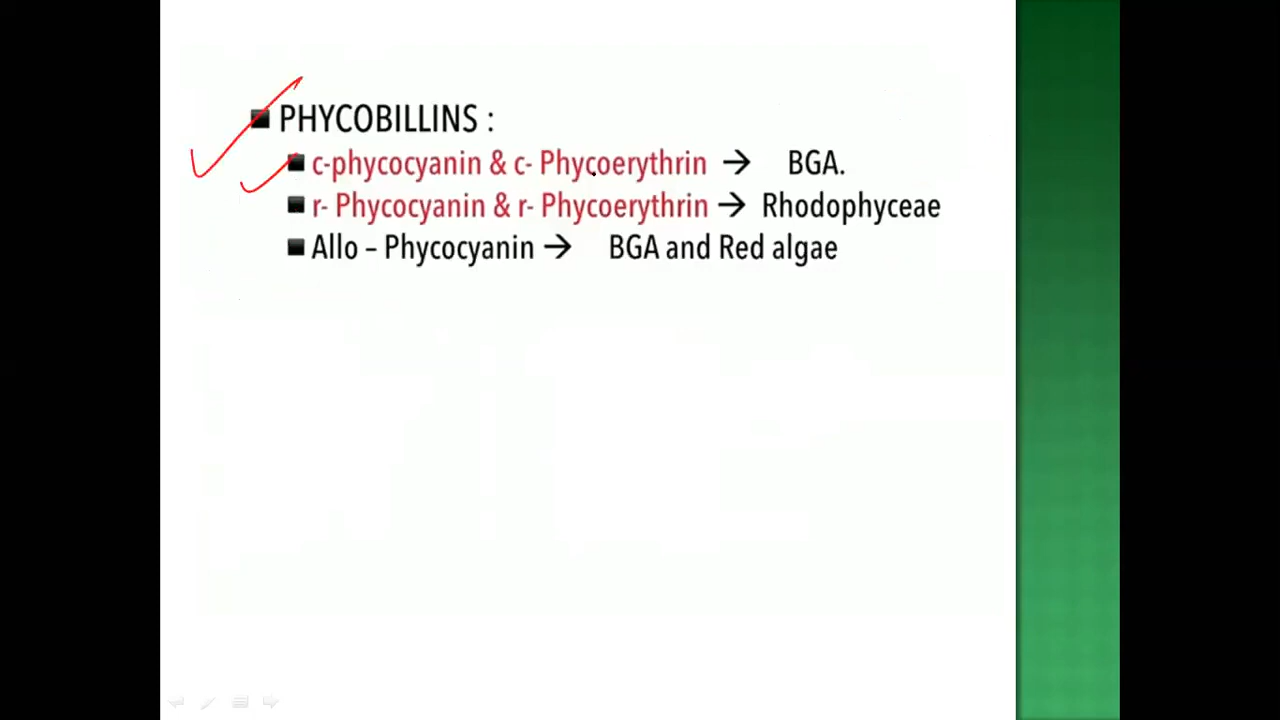 PHYCOBILLINS :
c-phycocyanin & c- Phycoerythrin → BGA.
r- Phycocyanin & r- Phycoerythrin → Rhodophyceae
Allo – Phycocyanin → BGA and Red algae